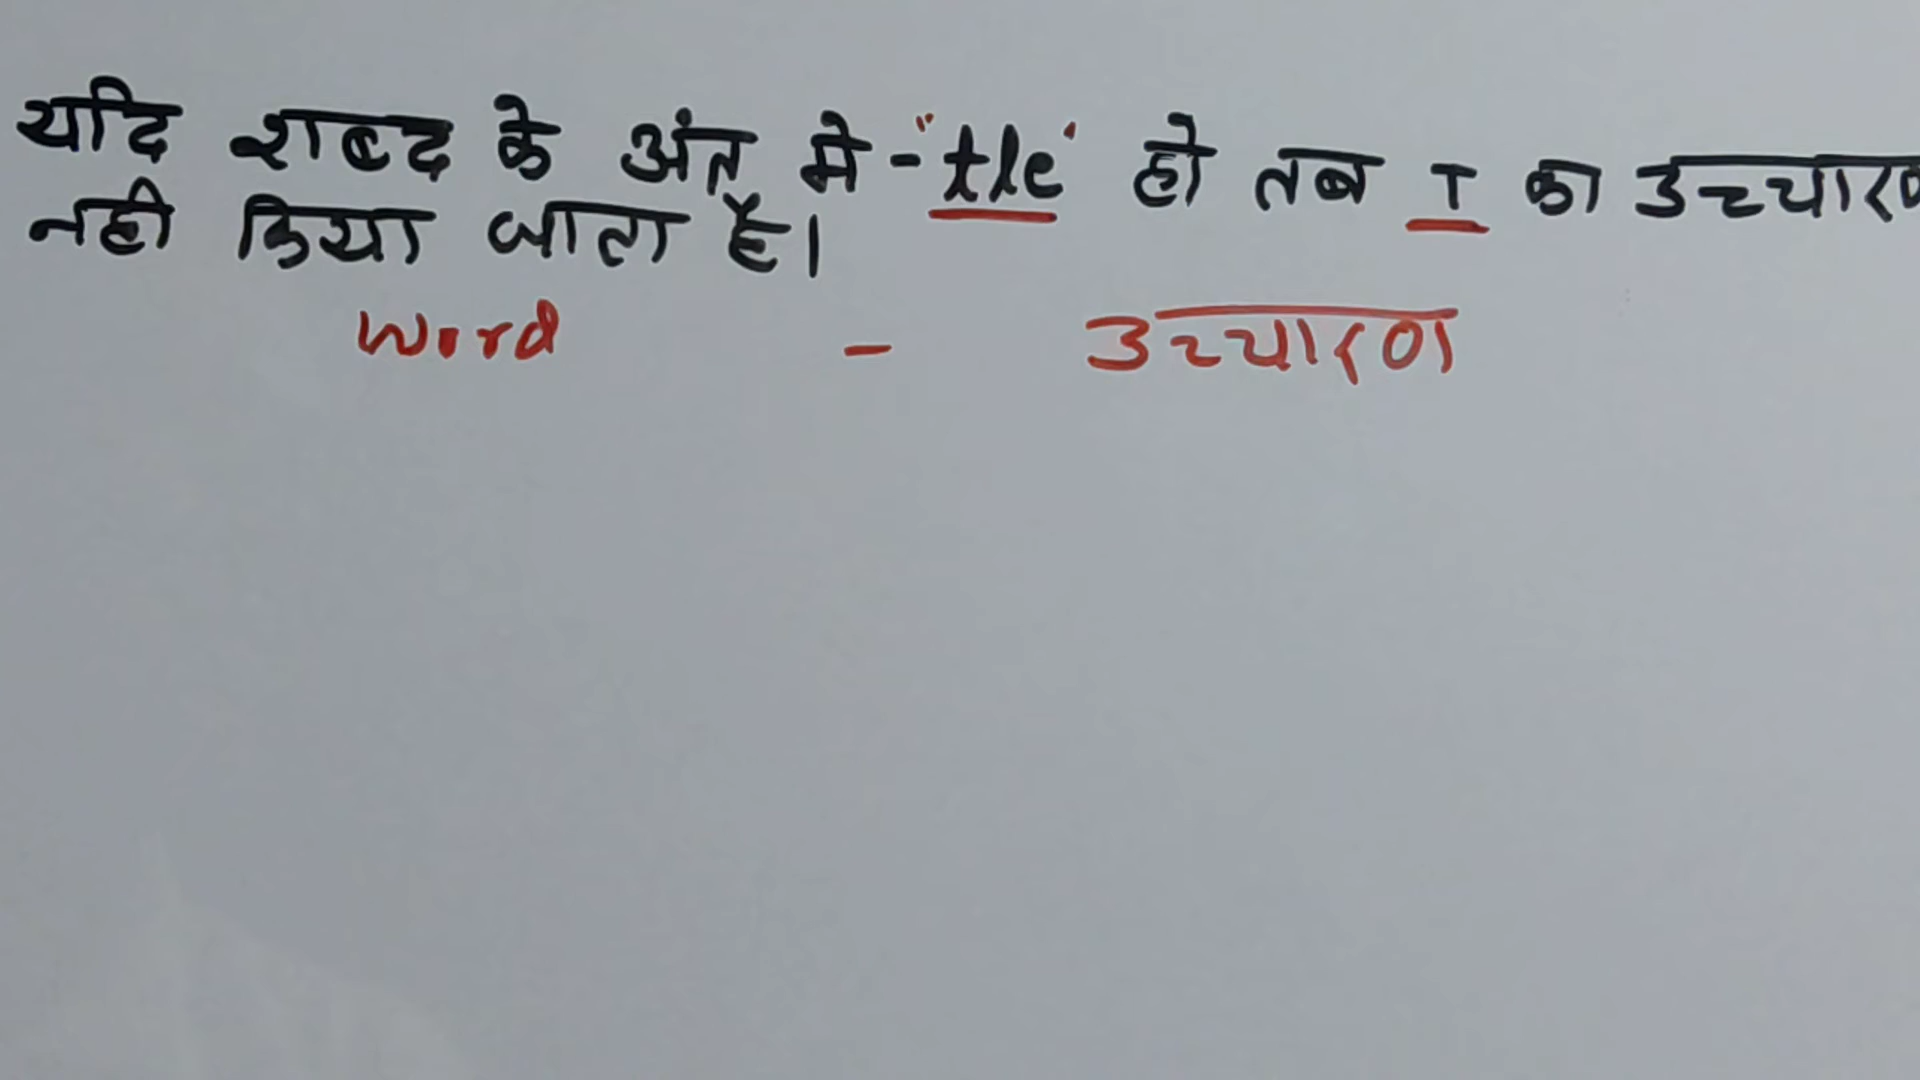 यदि शब्द के अंत मे - "tle' हो तब T का उच्चारण
नही किया जाता है।
Word - उच्चारण